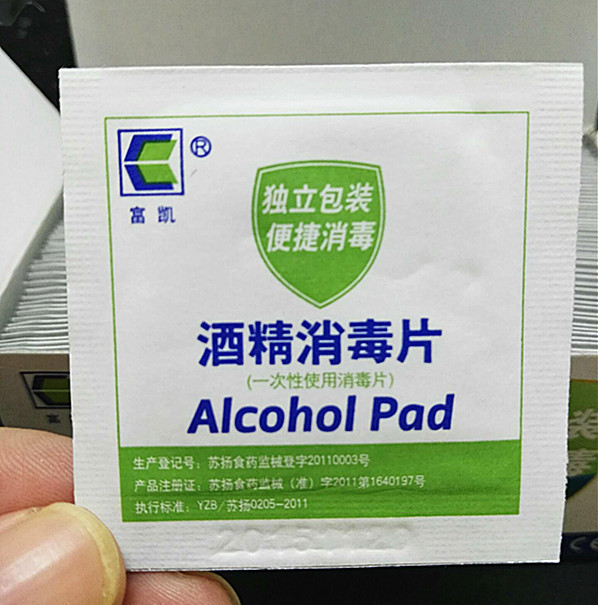 ®
富凯
独立包装
便捷消毒
酒精消毒片
(一次性使用消毒片)
Alcohol Pad
生产登记号：苏扬食药监械登字20110003号
产品注册证：苏扬食药监械（准）字2011第1640197号
执行标准：YZB/苏扬0205-2011
富
装
毒
CE